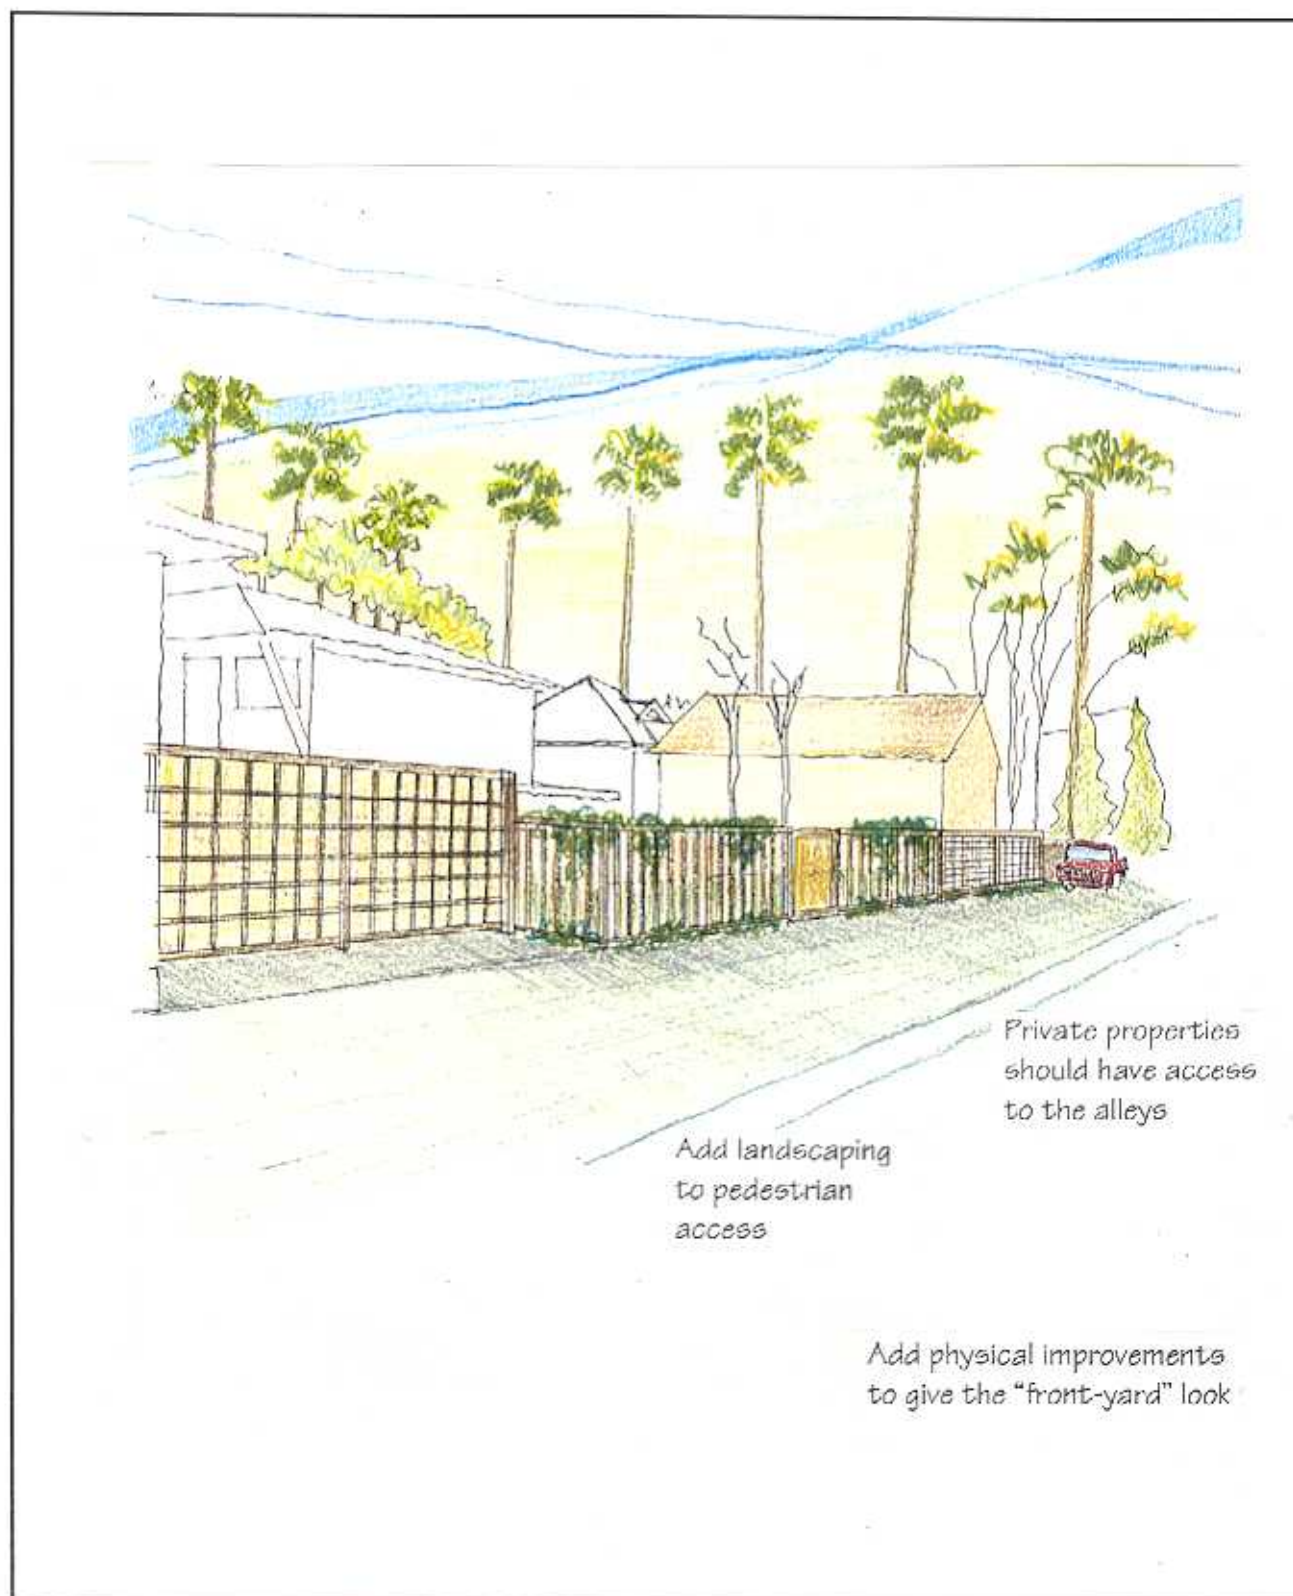 Private properties
should have access
to the alleys
Add landscaping
to pedestrian
access
Add physical improvements
to give the “front-yard” look